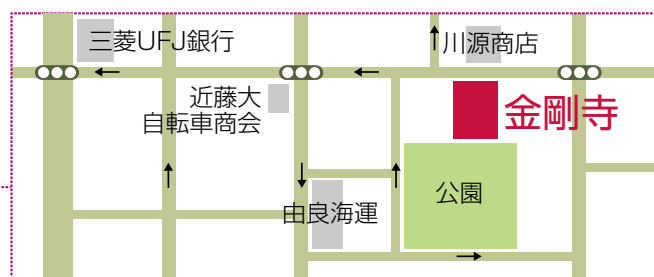 三菱UFJ銀行
川源商店
近藤大
自転車商会
金剛寺
公園
由良海運